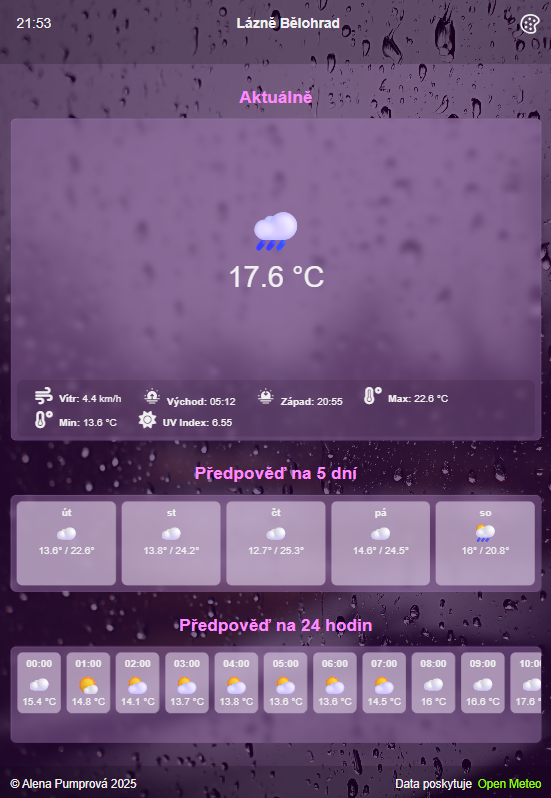 21:53 Lázně Bělohrad
Aktuálně
17.6 °C
Vítr: 4.4 km/h Východ: 05:12 Západ: 20:55 Max: 22.6 °C
Min: 13.6 °C UV Index: 6.55
Předpověď na 5 dní
út st čt pá so
13.6° / 22.6° 13.8° / 24.2° 12.7° / 25.3° 14.6° / 24.5° 16° / 20.8°
Předpověď na 24 hodin
00:00 01:00 02:00 03:00 04:00 05:00 06:00 07:00 08:00 09:00 10:00
15.4 °C 14.8 °C 14.1 °C 13.7 °C 13.8 °C 13.6 °C 13.6 °C 14.5 °C 16 °C 16.6 °C 17.6
© Alena Pumprová 2025 Data poskytuje Open Meteo